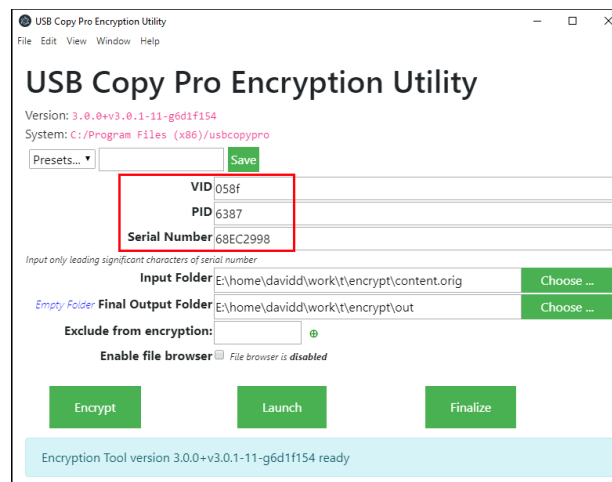 USB Copy Pro Encryption Utility
File Edit View Window Help
USB Copy Pro Encryption Utility
Version: 3.0.0+v3.0.1-11-g6d1f154
System: C:/Program Files (x86)/usbcopypro
Presets... Save
VID 058f
PID 6387
Serial Number 68EC2998
Input only leading significant characters of serial number
Input Folder E:\home\davidd\work\t\encrypt\content.orig Choose ...
Empty Folder Final Output Folder E:\home\davidd\work\t\encrypt\out Choose ...
Exclude from encryption:
Enable file browser File browser is disabled
Encrypt Launch Finalize
Encryption Tool version 3.0.0+v3.0.1-11-g6d1f154 ready